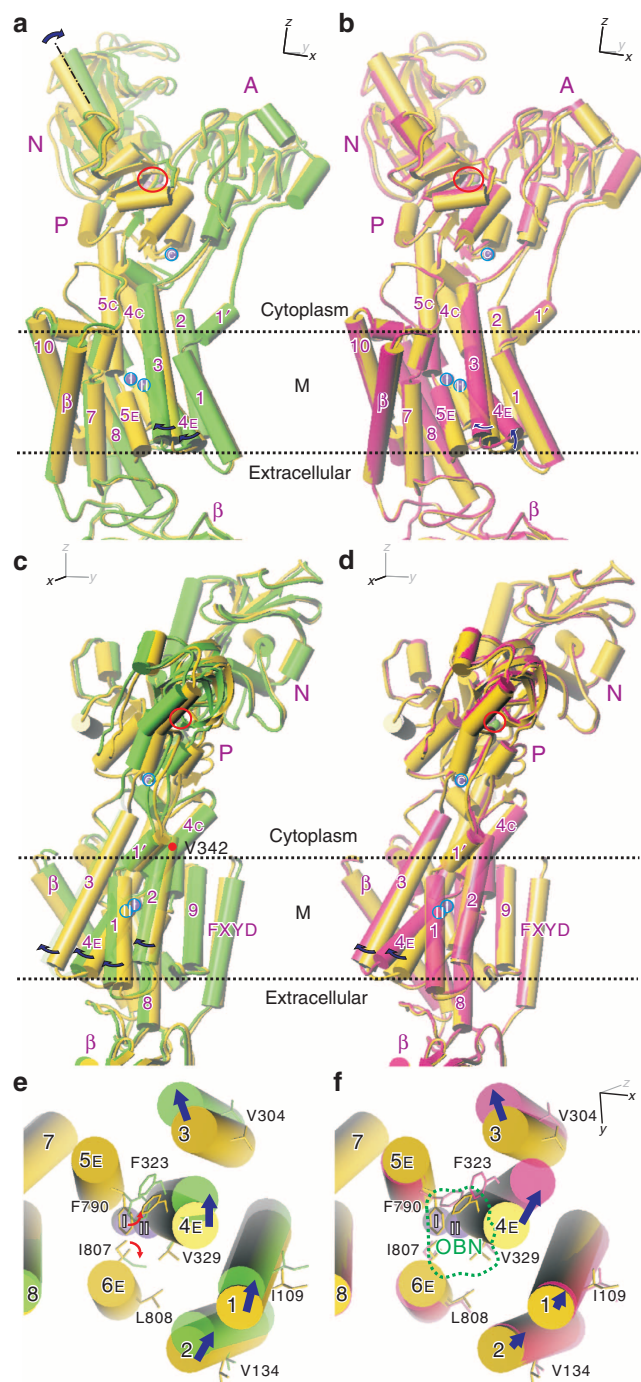 a
z
y
x
A
N
P
C
5C
4C
Cytoplasm
2
1′
10
3
I
II
M
β
7
1
5E
8
4E
Extracellular
β
b
z
y
x
A
N
P
C
5C
4C
2
1′
10
3
I
II
β
7
1
5E
8
4E
β
c
z
y
x
N
P
C
4C
Cytoplasm
1′
V342
β
3
2
I
II
9
M
1
FXYD
4E
Extracellular
8
β
d
z
y
x
N
P
C
4C
1′
β
3
2
I
II
9
1
FXYD
4E
8
β
e
V304
3
7
5E
F323
F790
I
II
4E
I807
V329
6E
1
I109
8
L808
2
V134
f
z
x
y
V304
3
7
5E
F323
F790
I
II
4E
I807
OBN
V329
6E
1
I109
8
L808
2
V134